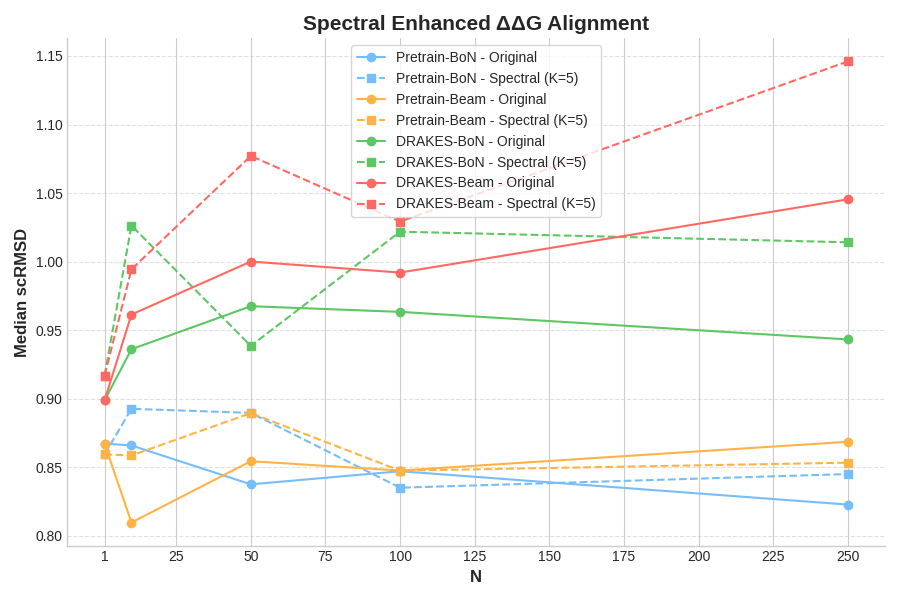 Spectral Enhanced ΔΔG Alignment
Pretrain-BoN - Original
Pretrain-BoN - Spectral (K=5)
Pretrain-Beam - Original
Pretrain-Beam - Spectral (K=5)
DRAKES-BoN - Original
DRAKES-BoN - Spectral (K=5)
DRAKES-Beam - Original
DRAKES-Beam - Spectral (K=5)
Median scRMSD
1.15
1.10
1.05
1.00
0.95
0.90
0.85
0.80
1 25 50 75 100 125 150 175 200 225 250
N